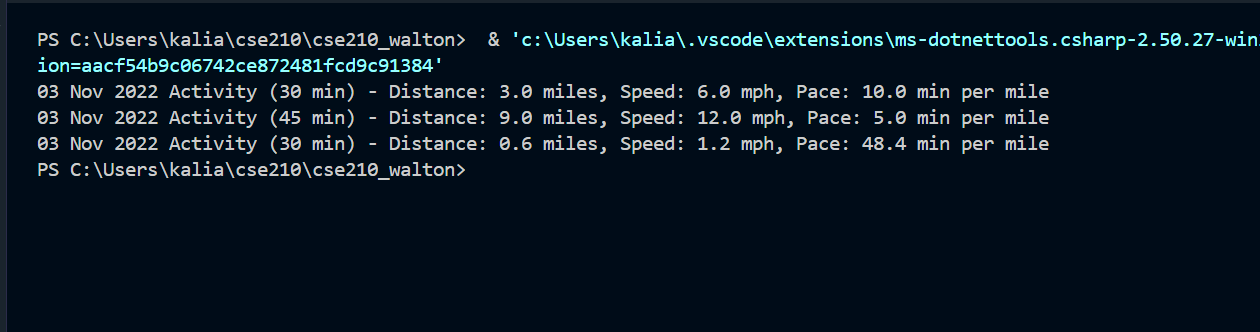 PS C:\Users\kalia\cse210\cse210_walton>  & 'c:\Users\kalia\.vscode\extensions\ms-dotnettools.csharp-2.50.27-win
ion=aacf54b9c06742ce872481fcd9c91384'
03 Nov 2022 Activity (30 min) - Distance: 3.0 miles, Speed: 6.0 mph, Pace: 10.0 min per mile
03 Nov 2022 Activity (45 min) - Distance: 9.0 miles, Speed: 12.0 mph, Pace: 5.0 min per mile
03 Nov 2022 Activity (30 min) - Distance: 0.6 miles, Speed: 1.2 mph, Pace: 48.4 min per mile
PS C:\Users\kalia\cse210\cse210_walton>